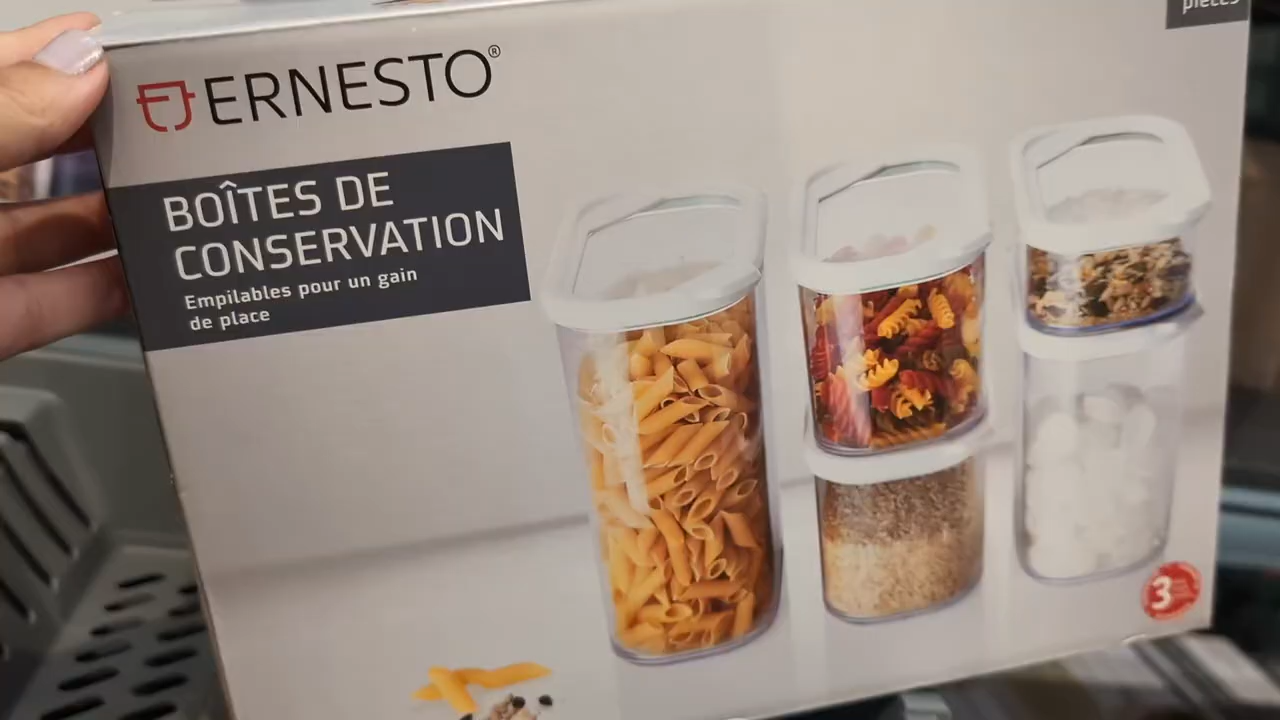 pièces
ERNESTO®
BOÎTES DE
CONSERVATION
Empilables pour un gain
de place
3